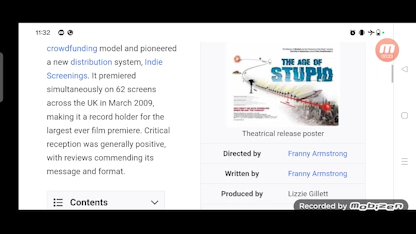 11:32
crowdfunding model and pioneered
a new distribution system, Indie
Screenings. It premiered
simultaneously on 62 screens
across the UK in March 2009,
making it a record holder for the
largest ever film premiere. Critical
reception was generally positive,
with reviews commending its
message and format.
Contents
THE AGE OF
STUPID
Theatrical release poster
Directed by Franny Armstrong
Written by Franny Armstrong
Produced by Lizzie Gillett
Recorded by Mobizen